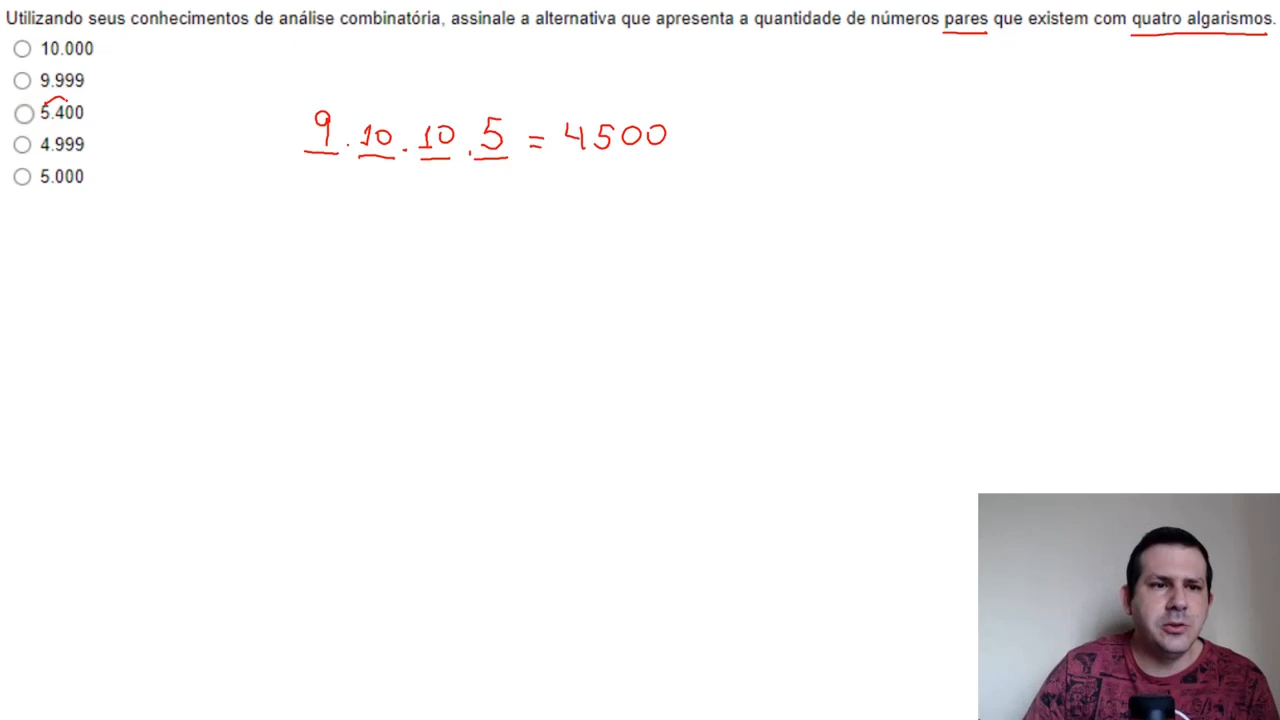 Utilizando seus conhecimentos de análise combinatória, assinale a alternativa que apresenta a quantidade de números pares que existem com quatro algarismos.
10.000
9.999
5.400
4.999
5.000
9 . 10 . 10 . 5 = 4500